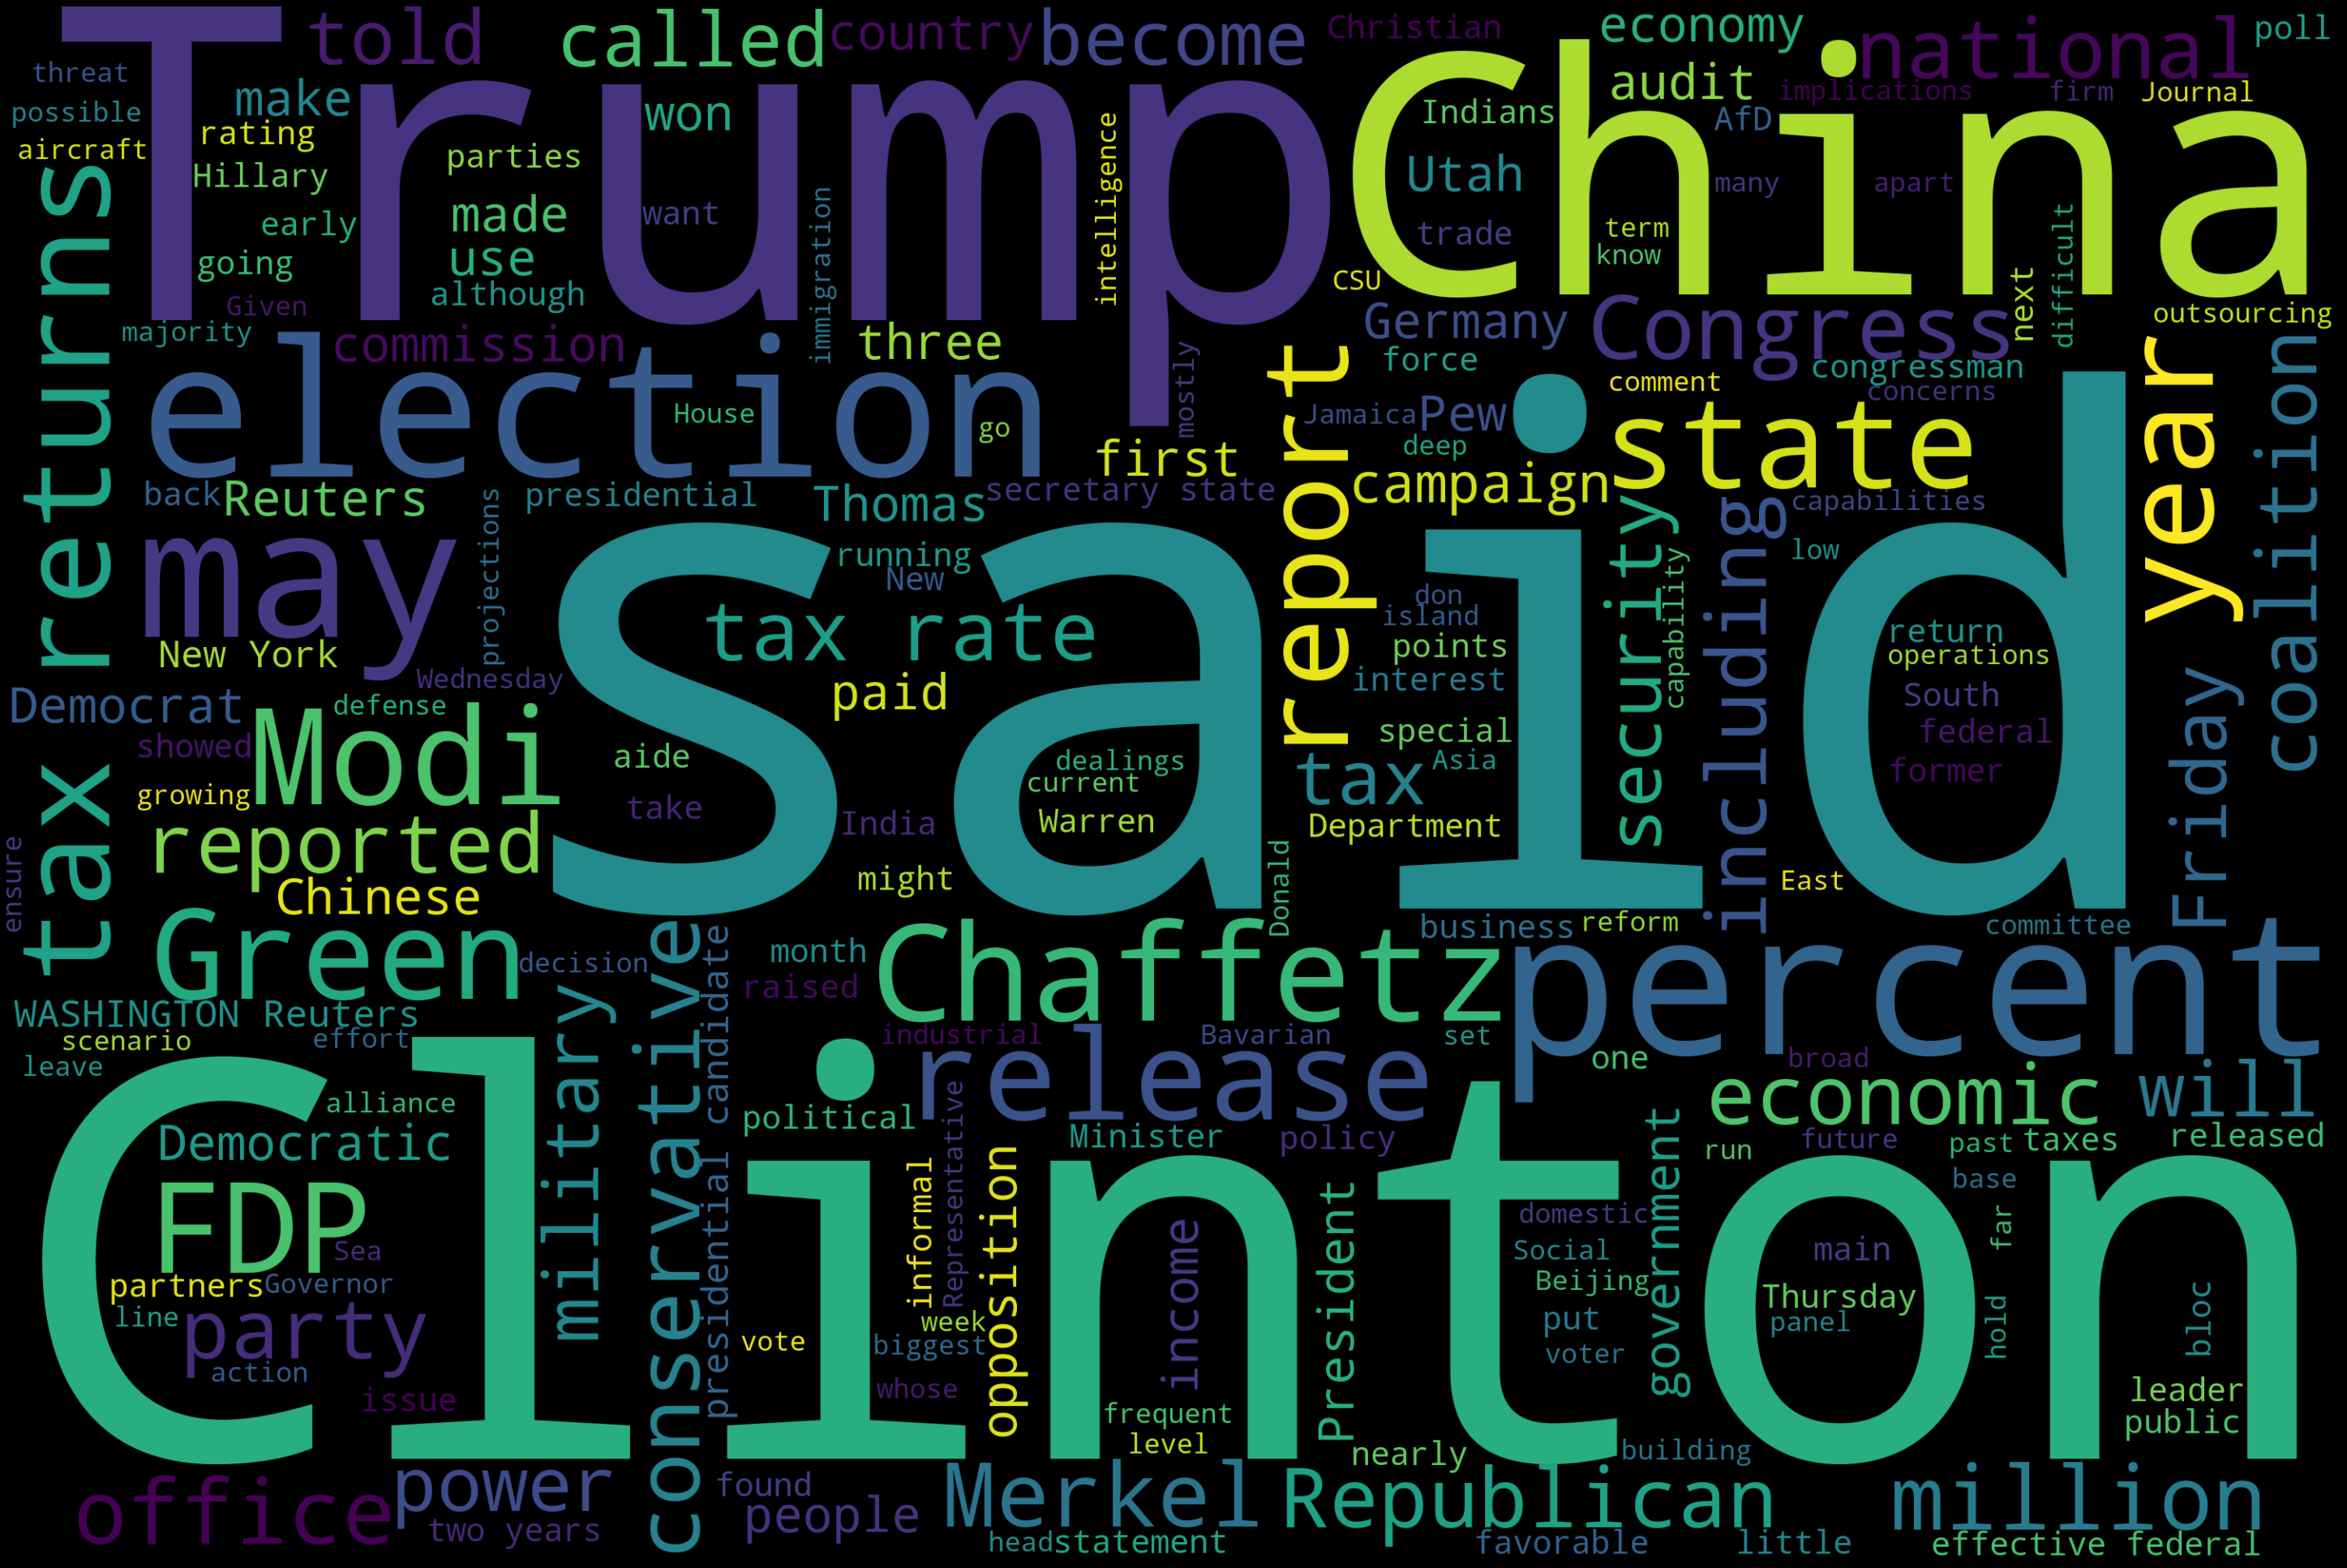 Trump
China
said
Clinton
election
percent
tax returns
may
state
year
report
Congress
national
told
called
country
become
Christian
economy
poll
threat
possible
aircraft
make
rating
Hillary
early
going
Given
majority
won
parties
made
use
although
want
immigration
intelligence
commission
three
House
go
mostly
first
Indians
audit
implications
firm
Journal
AfD
Utah
many
apart
trade
term
know
CSU
next
difficult
outsourcing
Germany
force
comment
congressman
concerns
Jamaica
Pew
deep
campaign
coalition
back
Reuters
presidential
Thomas
secretary state
running
New
projections
tax rate
New York
Wednesday
paid
Democrat
defense
showed
Modi
growing
reported
Chinese
ensure
Green
aide
take
dealings
current
India
Warren
might
Donald
don
island
points
interest
special
Asia
tax
Department
security
capability
including
capabilities
low
return
operations
South
federal
former
East
Friday
business
reform
committee
Chaffetz
decision
month
raised
WASHINGTON Reuters
scenario
effort
leave
military
conservative
presidential candidate
industrial
Bavarian
set
one
broad
release
economic
will
alliance
political
Democratic
Minister
policy
future
run
past
taxes
released
FDP
Sea
partners
Governor
line
party
action
issue
informal
Representative
opposition
week
vote
biggest
whose
income
frequent
level
President
government
domestic
Social
Beijing
put
voter
base
far
main
Thursday
panel
hold
bloc
leader
public
nearly
building
office
power
two years
found
people
Merkel
head
statement
Republican
favorable
little
million
effective federal